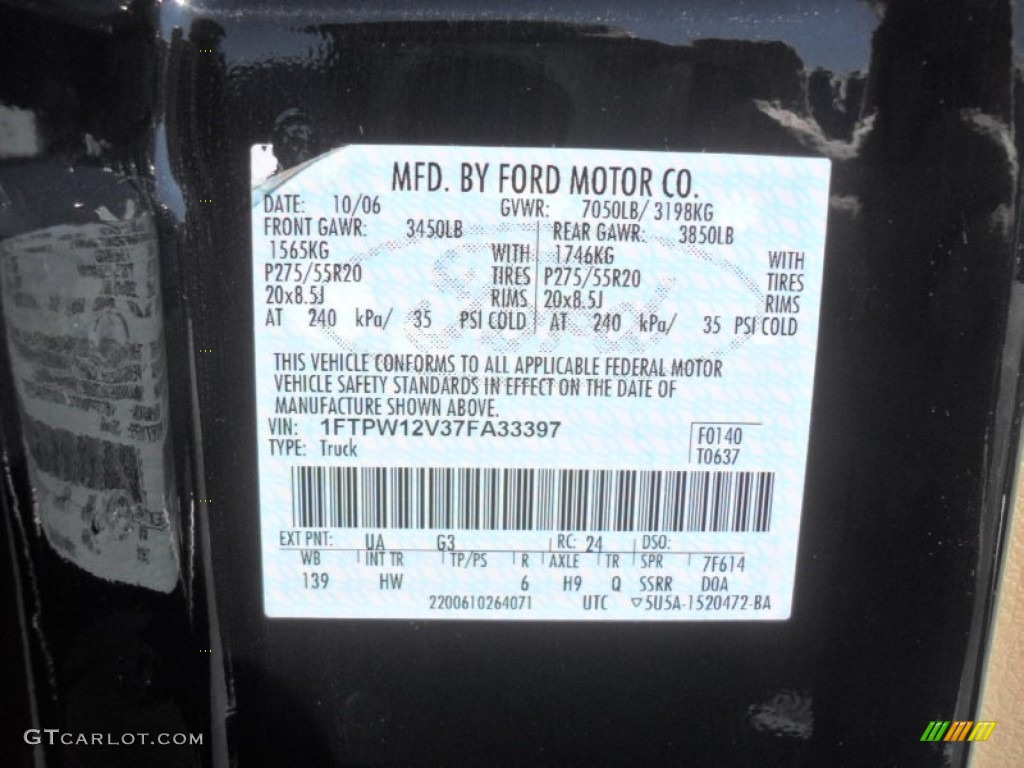 MFD. BY FORD MOTOR CO.
DATE: 10/06 GVWR: 7050LB/ 3198KG
FRONT GAWR: 3450LB REAR GAWR: 3850LB
1565KG WITH 1746KG WITH
P275/55R20 TIRES P275/55R20 TIRES
20x8.5J RIMS 20x8.5J RIMS
AT 240 kPa/ 35 PSI COLD AT 240 kPa/ 35 PSI COLD
THIS VEHICLE CONFORMS TO ALL APPLICABLE FEDERAL MOTOR
VEHICLE SAFETY STANDARDS IN EFFECT ON THE DATE OF
MANUFACTURE SHOWN ABOVE.
VIN: 1FTPW12V37FA33397 F0140
TYPE: Truck T0637
EXT PNT: UA G3 RC: 24 DSO:
WB INT TR TP/PS R AXLE TR SPR 7F614
139 HW 6 H9 Q SSRR D0A
2200610264071 UTC ▽5U5A-1520472-BA
GTCARLOT.COM